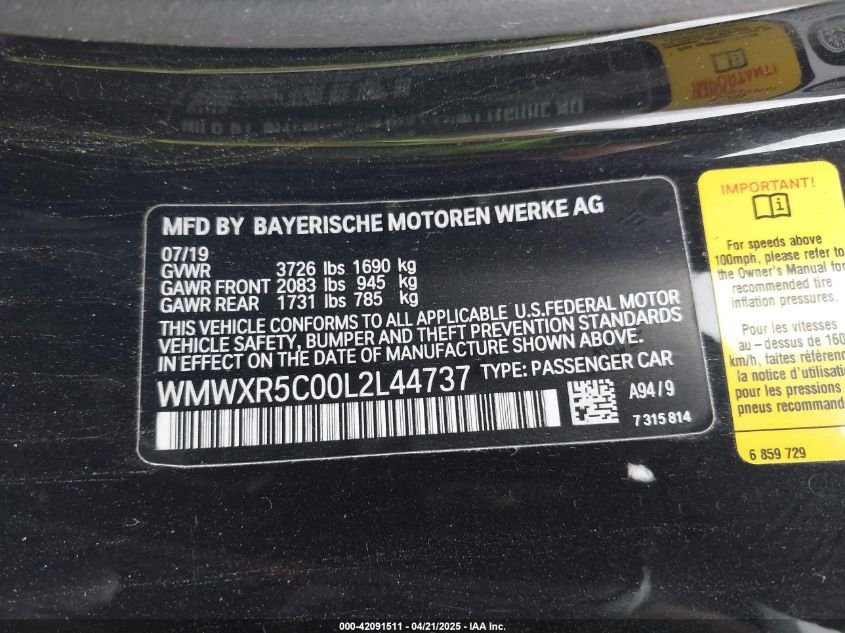 MFD BY BAYERISCHE MOTOREN WERKE AG
07/19
GVWR 3726 lbs 1690 kg
GAWR FRONT 2083 lbs 945 kg
GAWR REAR 1731 lbs 785 kg
THIS VEHICLE CONFORMS TO ALL APPLICABLE U.S.FEDERAL MOTOR
VEHICLE SAFETY, BUMPER AND THEFT PREVENTION STANDARDS
IN EFFECT ON THE DATE OF MANUFACTURE SHOWN ABOVE.
WMWXR5C00L2L44737 TYPE: PASSENGER CAR
A94/9
7 315 814
IMPORTANT!
For speeds above
100mph, please refer to
the Owner's Manual for
recommended tire
inflation pressures.
Pour les vitesses
au-dessus de 160
km/h, faites référenc
la notice d'utilisati
pour les pressions
pneus recommand
6 859 729
000-42091511 - 04/21/2025 - IAA Inc.